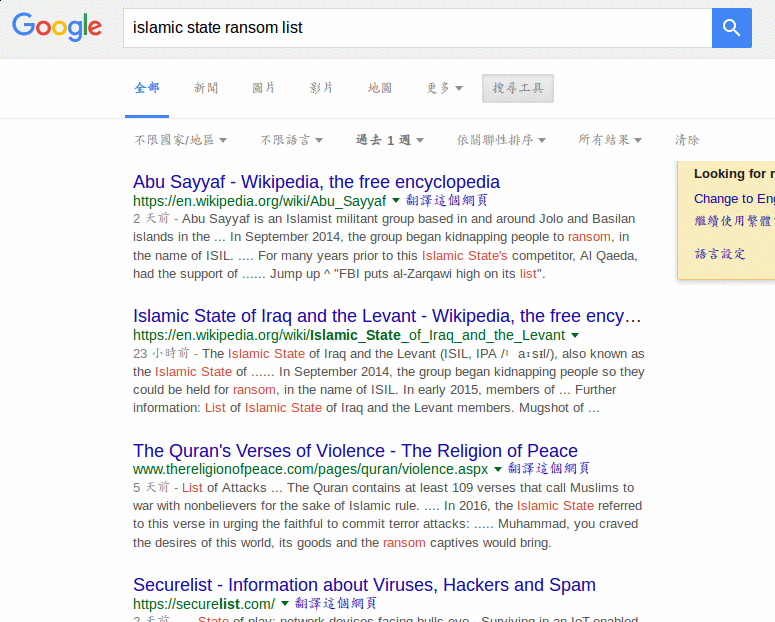 Google
islamic state ransom list
全部 新聞 圖片 影片 地圖 更多 搜尋工具
不限國家/地區 不限語言 過去 1 週 依關聯性排序 所有結果 清除
Abu Sayyaf - Wikipedia, the free encyclopedia
https://en.wikipedia.org/wiki/Abu_Sayyaf 翻譯這個網頁
2 天前 - Abu Sayyaf is an Islamist militant group based in and around Jolo and Basilan
islands in the ... In September 2014, the group began kidnapping people to ransom, in
the name of ISIL. .... For many years prior to this Islamic State's competitor, Al Qaeda,
had the support of ...... Jump up ^ "FBI puts al-Zarqawi high on its list".
Looking for r
Change to Eng
繼續使用繁體
語言設定
Islamic State of Iraq and the Levant - Wikipedia, the free ency…
https://en.wikipedia.org/wiki/Islamic_State_of_Iraq_and_the_Levant
23 小時前 - The Islamic State of Iraq and the Levant (ISIL, IPA /ˈaɪsɪl/), also known as
the Islamic State of ...... In September 2014, the group began kidnapping people so they
could be held for ransom, in the name of ISIL. In early 2015, members of ... Further
information: List of Islamic State of Iraq and the Levant members. Mugshot of ...
The Quran's Verses of Violence - The Religion of Peace
www.thereligionofpeace.com/pages/quran/violence.aspx 翻譯這個網頁
5 天前 - List of Attacks ... The Quran contains at least 109 verses that call Muslims to
war with nonbelievers for the sake of Islamic rule. .... In 2016, the Islamic State referred
to this verse in urging the faithful to commit terror attacks: ..... Muhammad, you craved
the desires of this world, its goods and the ransom captives would bring.
Securelist - Information about Viruses, Hackers and Spam
https://securelist.com/ 翻譯這個網頁
2 天前 - ... State of play: network devices facing bulls-eye · Surviving in an IoT-enabled